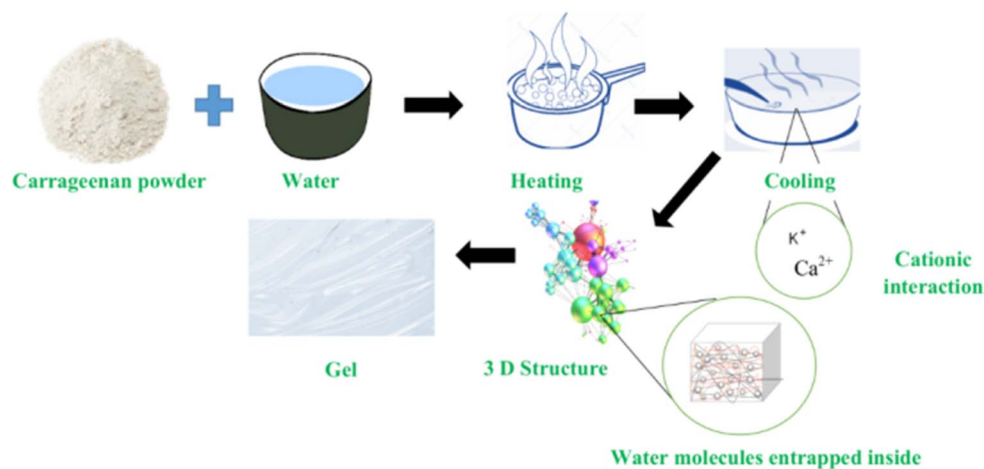 Carrageenan powder
Water
Heating
Cooling
K⁺
Ca²⁺
Cationic
interaction
Gel
3 D Structure
Water molecules entrapped inside